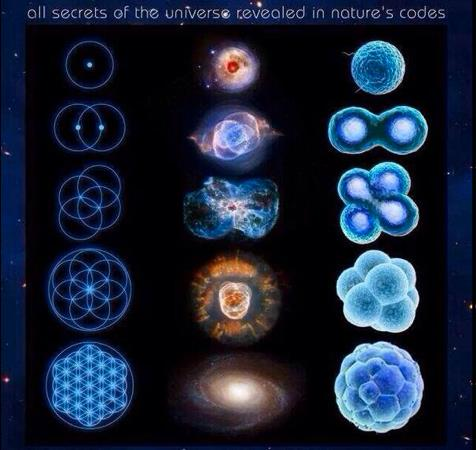 all secrets of the universe revealed in nature's codes